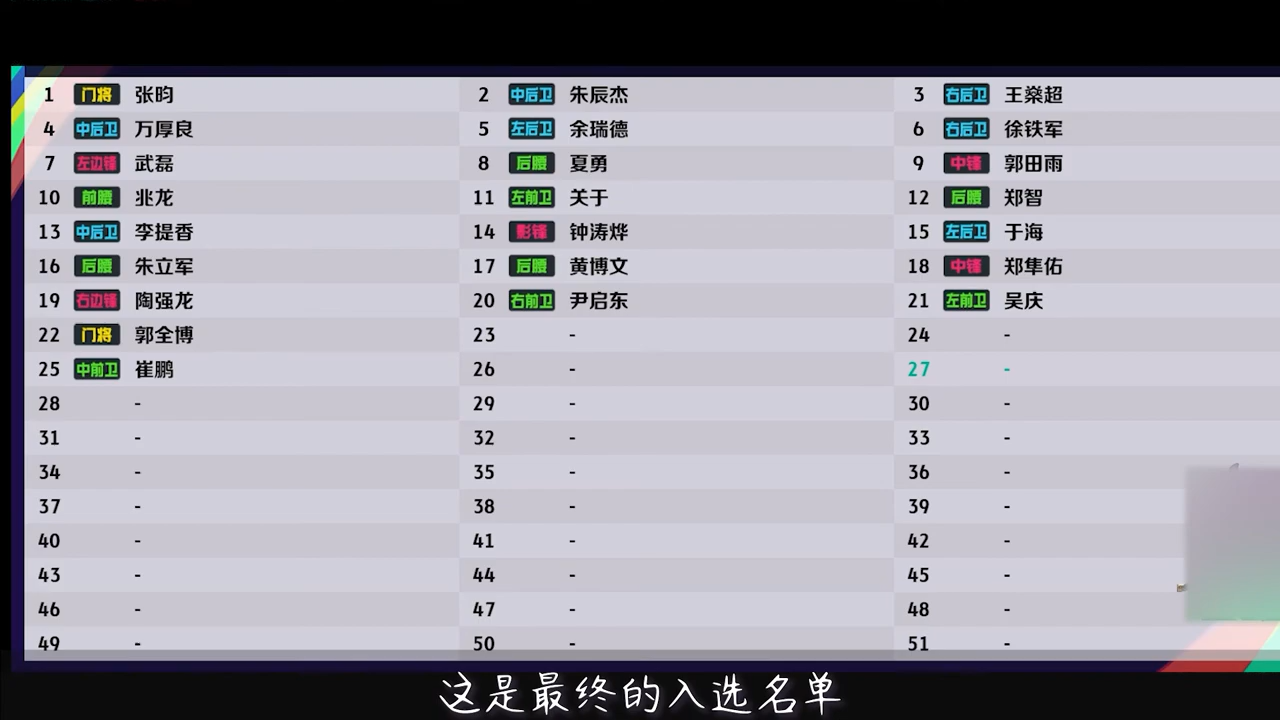 1 门将 张昀 2 中后卫 朱辰杰 3 右后卫 王燊超
4 中后卫 万厚良 5 左后卫 余瑞德 6 右后卫 徐铁军
7 左边锋 武磊 8 后腰 夏勇 9 中锋 郭田雨
10 前腰 兆龙 11 左前卫 关于 12 后腰 郑智
13 中后卫 李提香 14 影锋 钟涛烨 15 左后卫 于海
16 后腰 朱立军 17 后腰 黄博文 18 中锋 郑隼佑
19 右边锋 陶强龙 20 右前卫 尹启东 21 左前卫 吴庆
22 门将 郭全博 23 - 24 -
25 中前卫 崔鹏 26 - 27 -
28 - 29 - 30 -
31 - 32 - 33 -
34 - 35 - 36 -
37 - 38 - 39 -
40 - 41 - 42 -
43 - 44 - 45 -
46 - 47 - 48 -
49 - 50 - 51 -
这是最终的入选名单